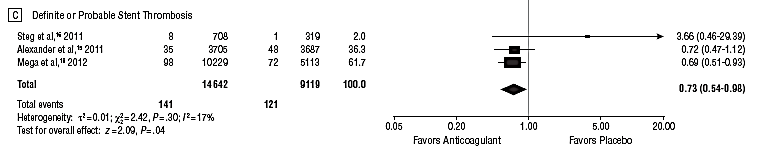 C Definite or Probable Stent Thrombosis
Steg et al,16 2011 8 708 1 319 2.0 3.66 (0.46-29.39)
Alexander et al,15 2011 35 3705 48 3687 36.3 0.72 (0.47-1.12)
Mega et al,18 2012 98 10229 72 5113 61.7 0.69 (0.51-0.93)
Total 14642 9119 100.0 0.73 (0.54-0.98)
Total events 141 121
Heterogeneity: τ²=0.01; χ²₂=2.42, P=.30; I²=17%
Test for overall effect: z=2.09, P=.04
0.05 0.20 1.00 5.00 20.00
Favors Anticoagulant Favors Placebo